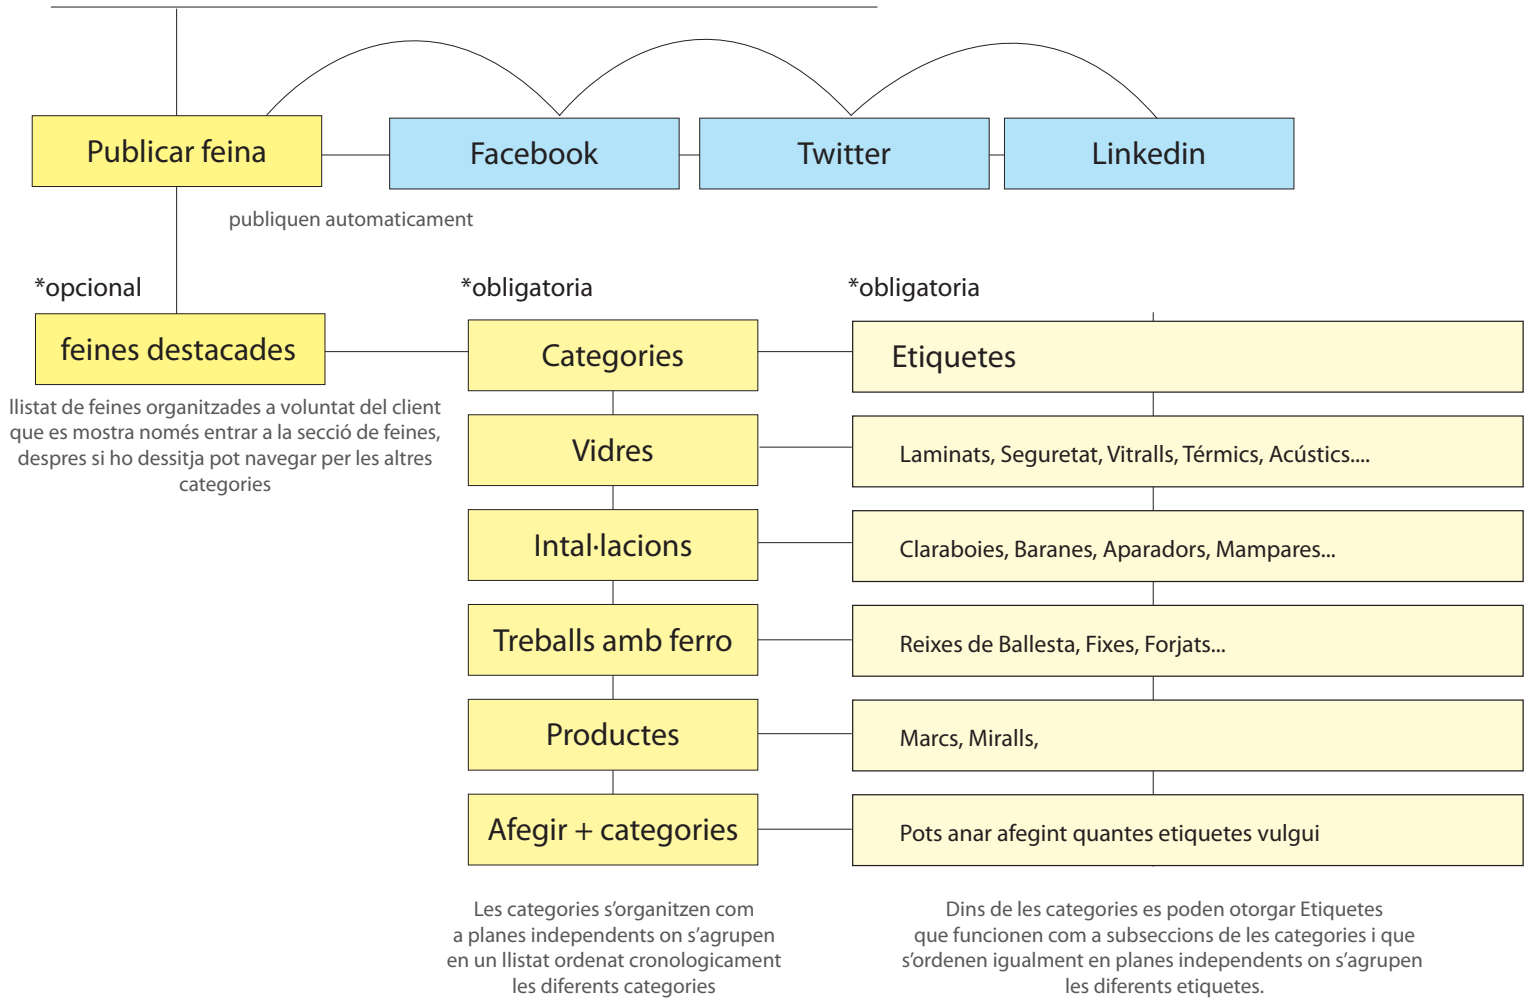 Publicar feina
Facebook
Twitter
Linkedin
publiquen automaticament
*opcional
*obligatoria
*obligatoria
feines destacades
Categories
Etiquetes
llistat de feines organitzades a voluntat del client
que es mostra només entrar a la secció de feines,
despres si ho dessitja pot navegar per les altres
categories
Vidres
Laminats, Seguretat, Vitralls, Térmics, Acústics....
Intal·lacions
Claraboies, Baranes, Aparadors, Mampares...
Treballs amb ferro
Reixes de Ballesta, Fixes, Forjats...
Productes
Marcs, Miralls,
Afegir + categories
Pots anar afegint quantes etiquetes vulgui
Les categories s’organitzen com
a planes independents on s’agrupen
en un llistat ordenat cronologicament
les diferents categories
Dins de les categories es poden otorgar Etiquetes
que funcionen com a subseccions de les categories i que
s’ordenen igualment en planes independents on s’agrupen
les diferents etiquetes.